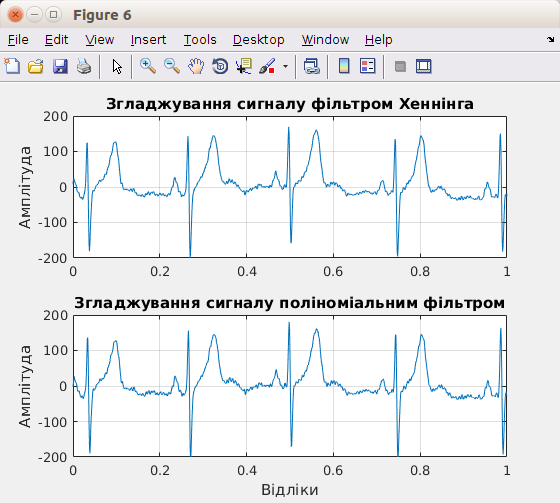 Figure 6
File Edit View Insert Tools Desktop Window Help
Згладжування сигналу фільтром Хеннінга
Амплітуда
200
100
0
-100
-200
0 0.2 0.4 0.6 0.8 1
Згладжування сигналу поліноміальним фільтром
Амплітуда
200
100
0
-100
-200
0 0.2 0.4 0.6 0.8 1
Відліки